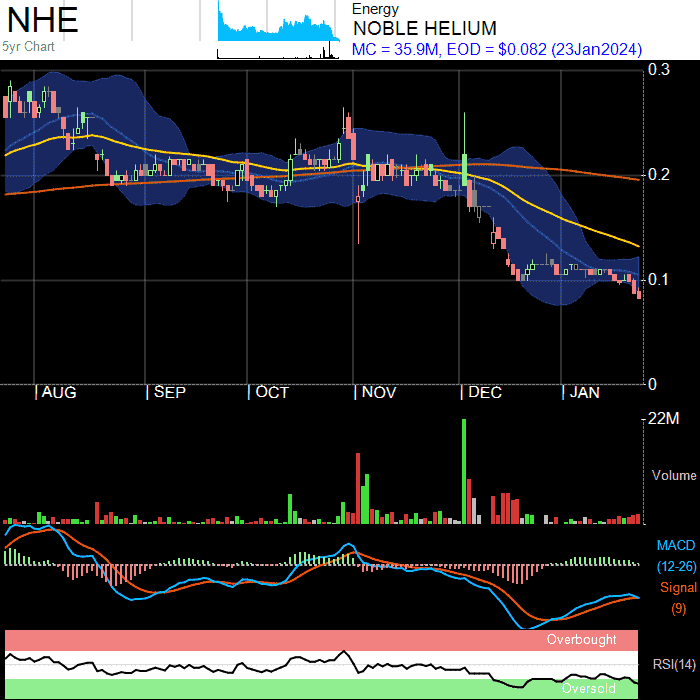 NHE
5yr Chart
Energy
NOBLE HELIUM
MC = 35.9M, EOD = $0.082 (23Jan2024)
0.3
0.2
0.1
0
AUG
SEP
OCT
NOV
DEC
JAN
22M
Volume
MACD
(12-26)
Signal
(9)
Overbought
RSI(14)
Oversold